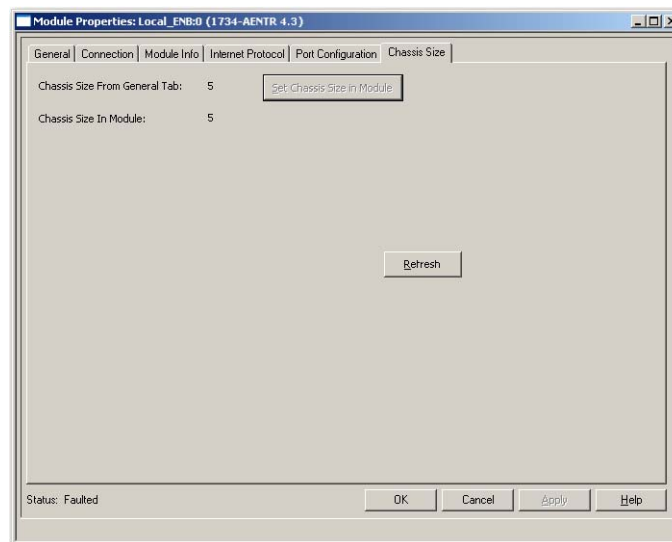 Module Properties: Local_ENB:0 (1734-AENTR 4.3)
General Connection Module Info Internet Protocol Port Configuration Chassis Size
Chassis Size From General Tab: 5 Set Chassis Size in Module
Chassis Size In Module: 5
Refresh
Status: Faulted OK Cancel Apply Help